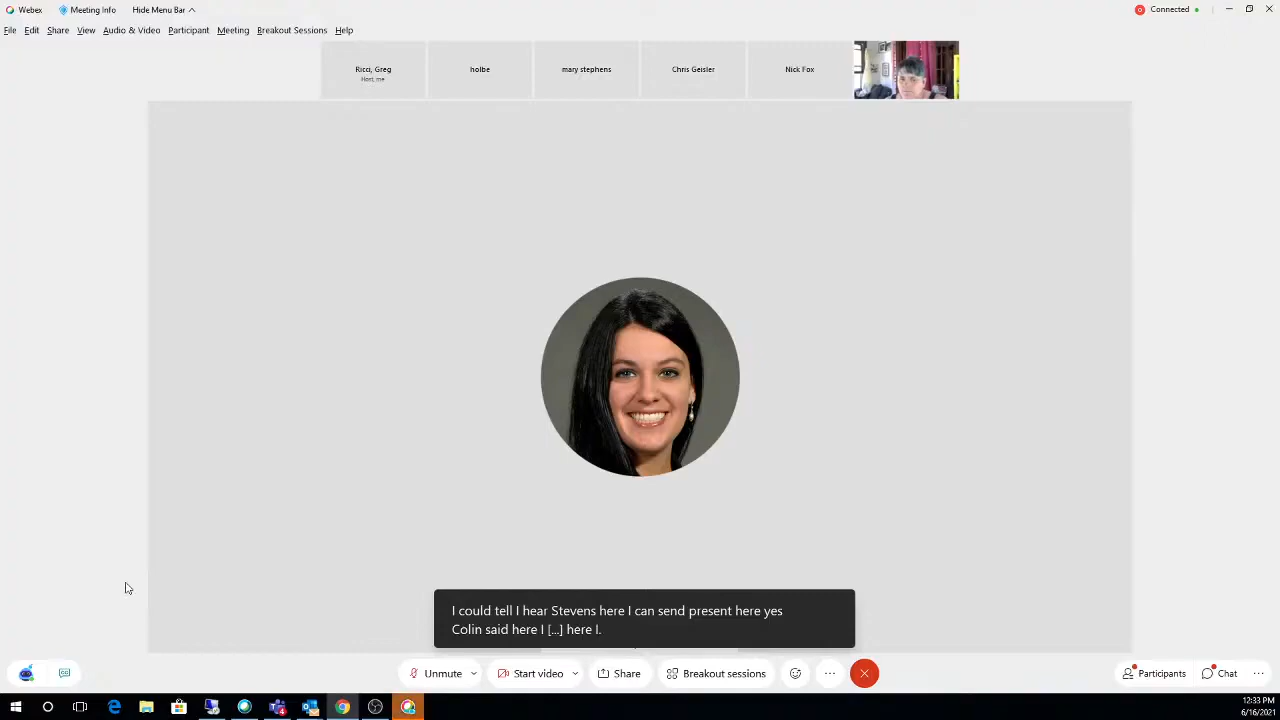 Webex Meeting Info Hide Menu Bar
Connected
File Edit Share View Audio & Video Participant Meeting Breakout Sessions Help
Ricci, Greg
Host, me
holbe
mary stephens
Chris Geisler
Nick Fox
I could tell I hear Stevens here I can send present here yes
Colin said here I [...] here I.
Unmute Start video Share Breakout sessions
Participants Chat
12:33 PM
6/16/2021